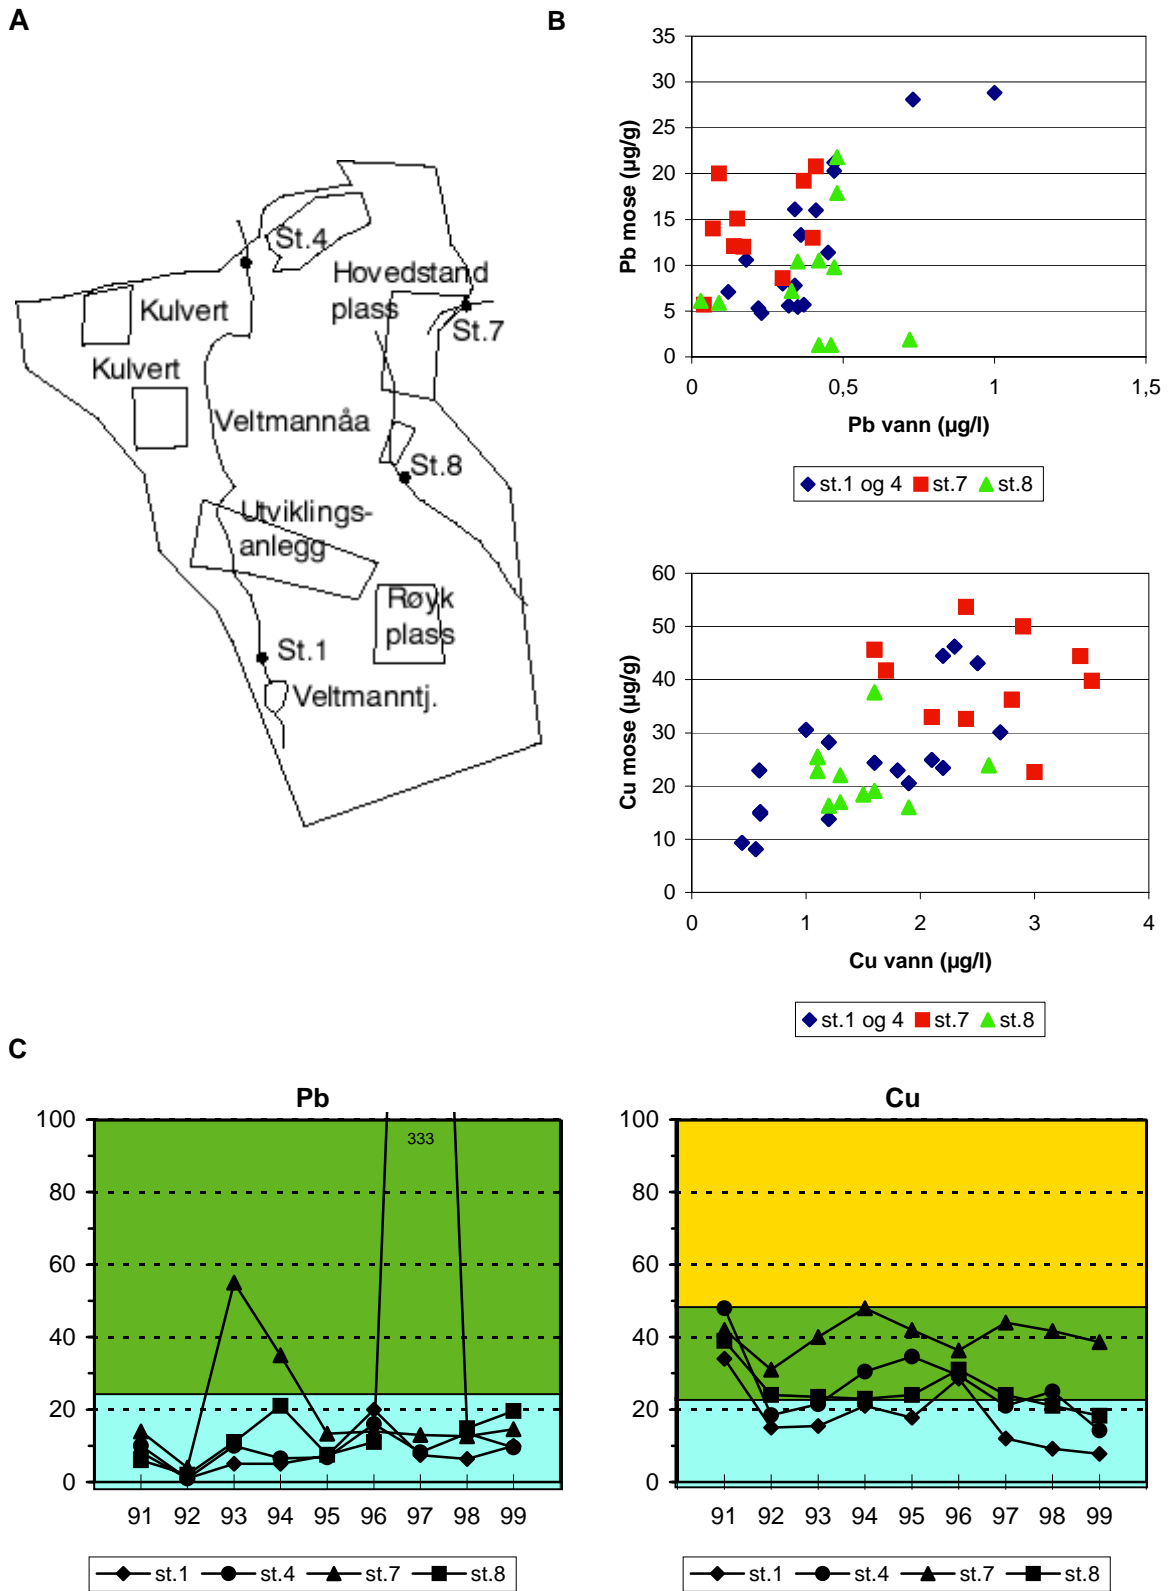 A
B
St.4
Hovedstand
plass
Kulvert
St.7
Kulvert
Veltmannåa
St.8
Utviklings-
anlegg
Røyk
plass
St.1
Veltmanntj.
35
30
25
20
15
10
5
0
Pb mose (µg/g)
0 0,5 1 1,5
Pb vann (µg/l)
st.1 og 4 st.7 st.8
60
50
40
30
20
10
0
Cu mose (µg/g)
0 1 2 3 4
Cu vann (µg/l)
st.1 og 4 st.7 st.8
C
Pb
100
80
60
40
20
0
333
91 92 93 94 95 96 97 98 99
st.1 st.4 st.7 st.8
Cu
100
80
60
40
20
0
91 92 93 94 95 96 97 98 99
st.1 st.4 st.7 st.8